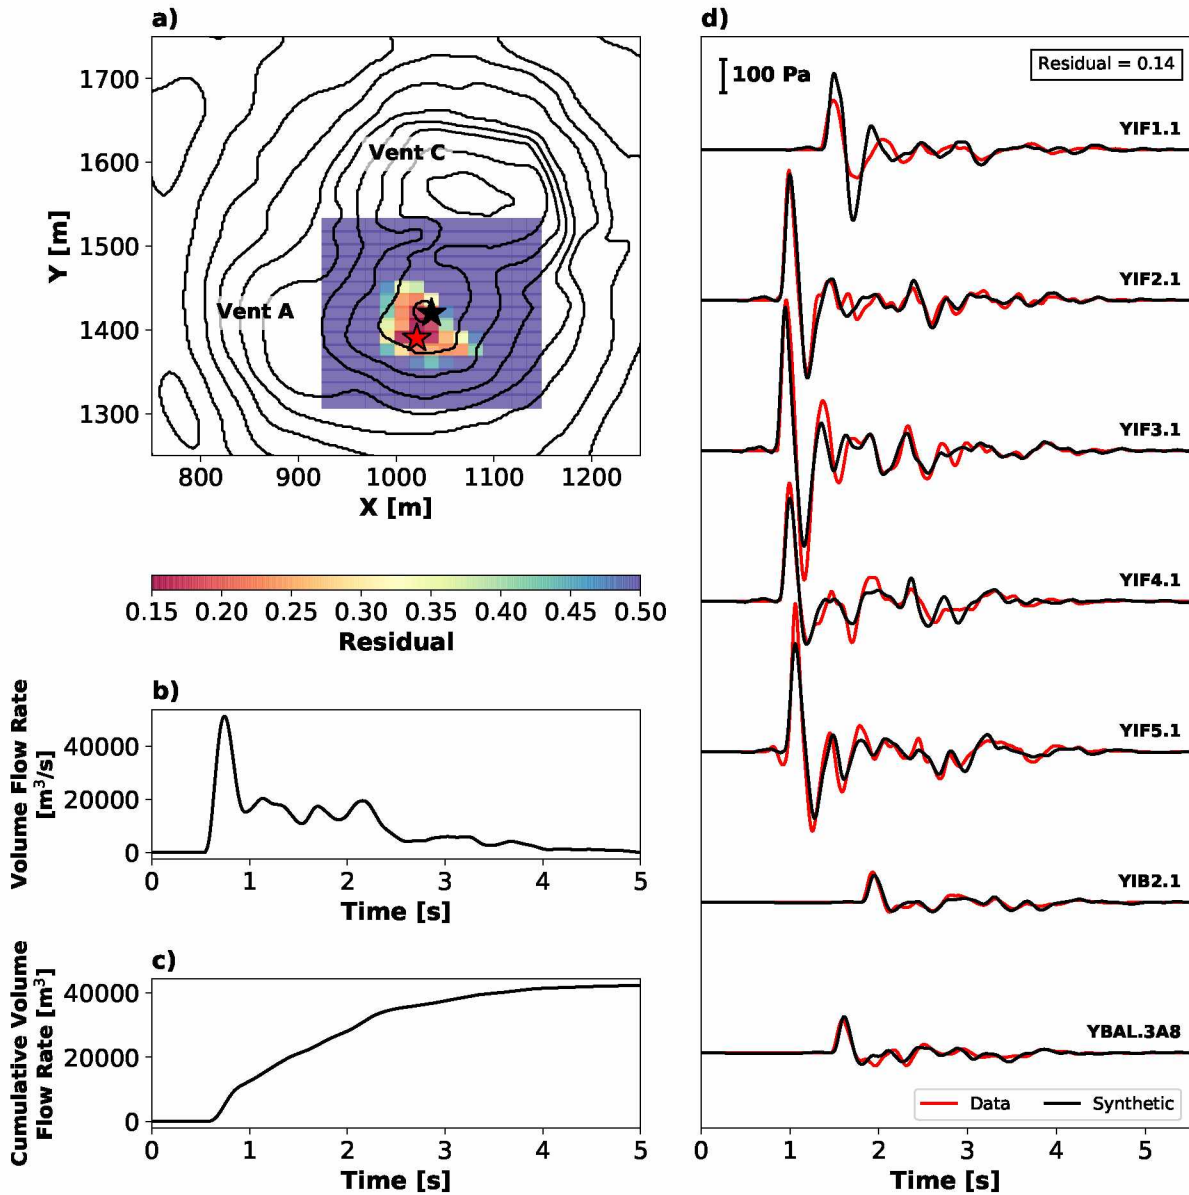 a)
1700
1600
1500
1400
1300
Y [m]
Vent C
Vent A
800 900 1000 1100 1200
X [m]
0.15 0.20 0.25 0.30 0.35 0.40 0.45 0.50
Residual
b)
Volume Flow Rate
[m³/s]
40000
20000
0
0 1 2 3 4 5
Time [s]
c)
Cumulative Volume
Flow Rate [m³]
40000
20000
0
0 1 2 3 4 5
Time [s]
d)
100 Pa
Residual = 0.14
YIF1.1
YIF2.1
YIF3.1
YIF4.1
YIF5.1
YIB2.1
YBAL.3A8
Data Synthetic
0 1 2 3 4 5
Time [s]